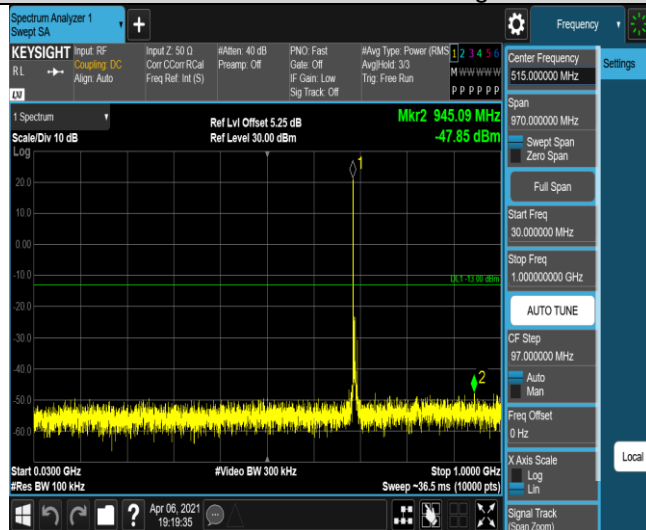 Spectrum Analyzer 1
Swept SA
+
Frequency
KEYSIGHT
Input: RF
Coupling: DC
Align: Auto
Input Z: 50 Ω
Corr CCorr RCal
Freq Ref: Int (S)
#Atten: 40 dB
Preamp: Off
PNO: Fast
Gate: Off
IF Gain: Low
Sig Track: Off
#Avg Type: Power (RMS
Avg|Hold: 3/3
Trig: Free Run
1 2 3 4 5 6
M W W W W W
P P P P P P
R L
LXI
1 Spectrum
Scale/Div 10 dB
Log
Ref Lvl Offset 5.25 dB
Ref Level 30.00 dBm
Mkr2 945.09 MHz
-47.85 dBm
1
20.0
10.0
0.00
-10.0
DL1 -13.00 dBm
-20.0
-30.0
-40.0
2
-50.0
-60.0
Start 0.0300 GHz
#Res BW 100 kHz
#Video BW 300 kHz
Stop 1.0000 GHz
Sweep ~36.5 ms (10000 pts)
Apr 06, 2021
19:19:35
?
Center Frequency
515.000000 MHz
Settings
Span
970.000000 MHz
Swept Span
Zero Span
Full Span
Start Freq
30.000000 MHz
Stop Freq
1.000000000 GHz
AUTO TUNE
CF Step
97.000000 MHz
Auto
Man
Freq Offset
0 Hz
X Axis Scale
Log
Lin
Local
Signal Track
(Span Zoom)